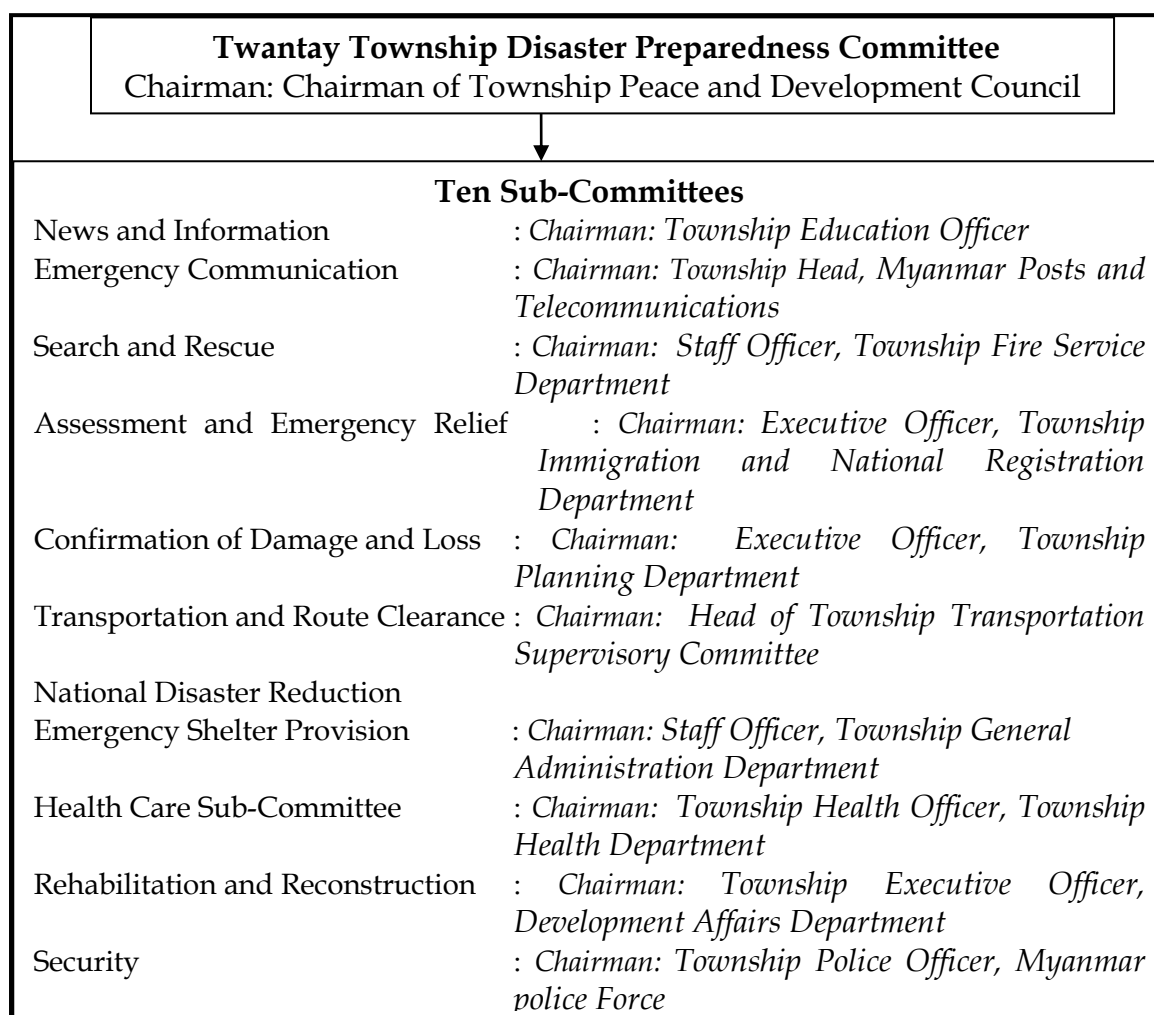 Twantay Township Disaster Preparedness Committee
Chairman: Chairman of Township Peace and Development Council
Ten Sub-Committees
News and Information : Chairman: Township Education Officer
Emergency Communication : Chairman: Township Head, Myanmar Posts and
Telecommunications
Search and Rescue : Chairman: Staff Officer, Township Fire Service
Department
Assessment and Emergency Relief : Chairman: Executive Officer, Township
Immigration and National Registration
Department
Confirmation of Damage and Loss : Chairman: Executive Officer, Township
Planning Department
Transportation and Route Clearance : Chairman: Head of Township Transportation
Supervisory Committee
National Disaster Reduction
Emergency Shelter Provision : Chairman: Staff Officer, Township General
Administration Department
Health Care Sub-Committee : Chairman: Township Health Officer, Township
Health Department
Rehabilitation and Reconstruction : Chairman: Township Executive Officer,
Development Affairs Department
Security : Chairman: Township Police Officer, Myanmar
police Force